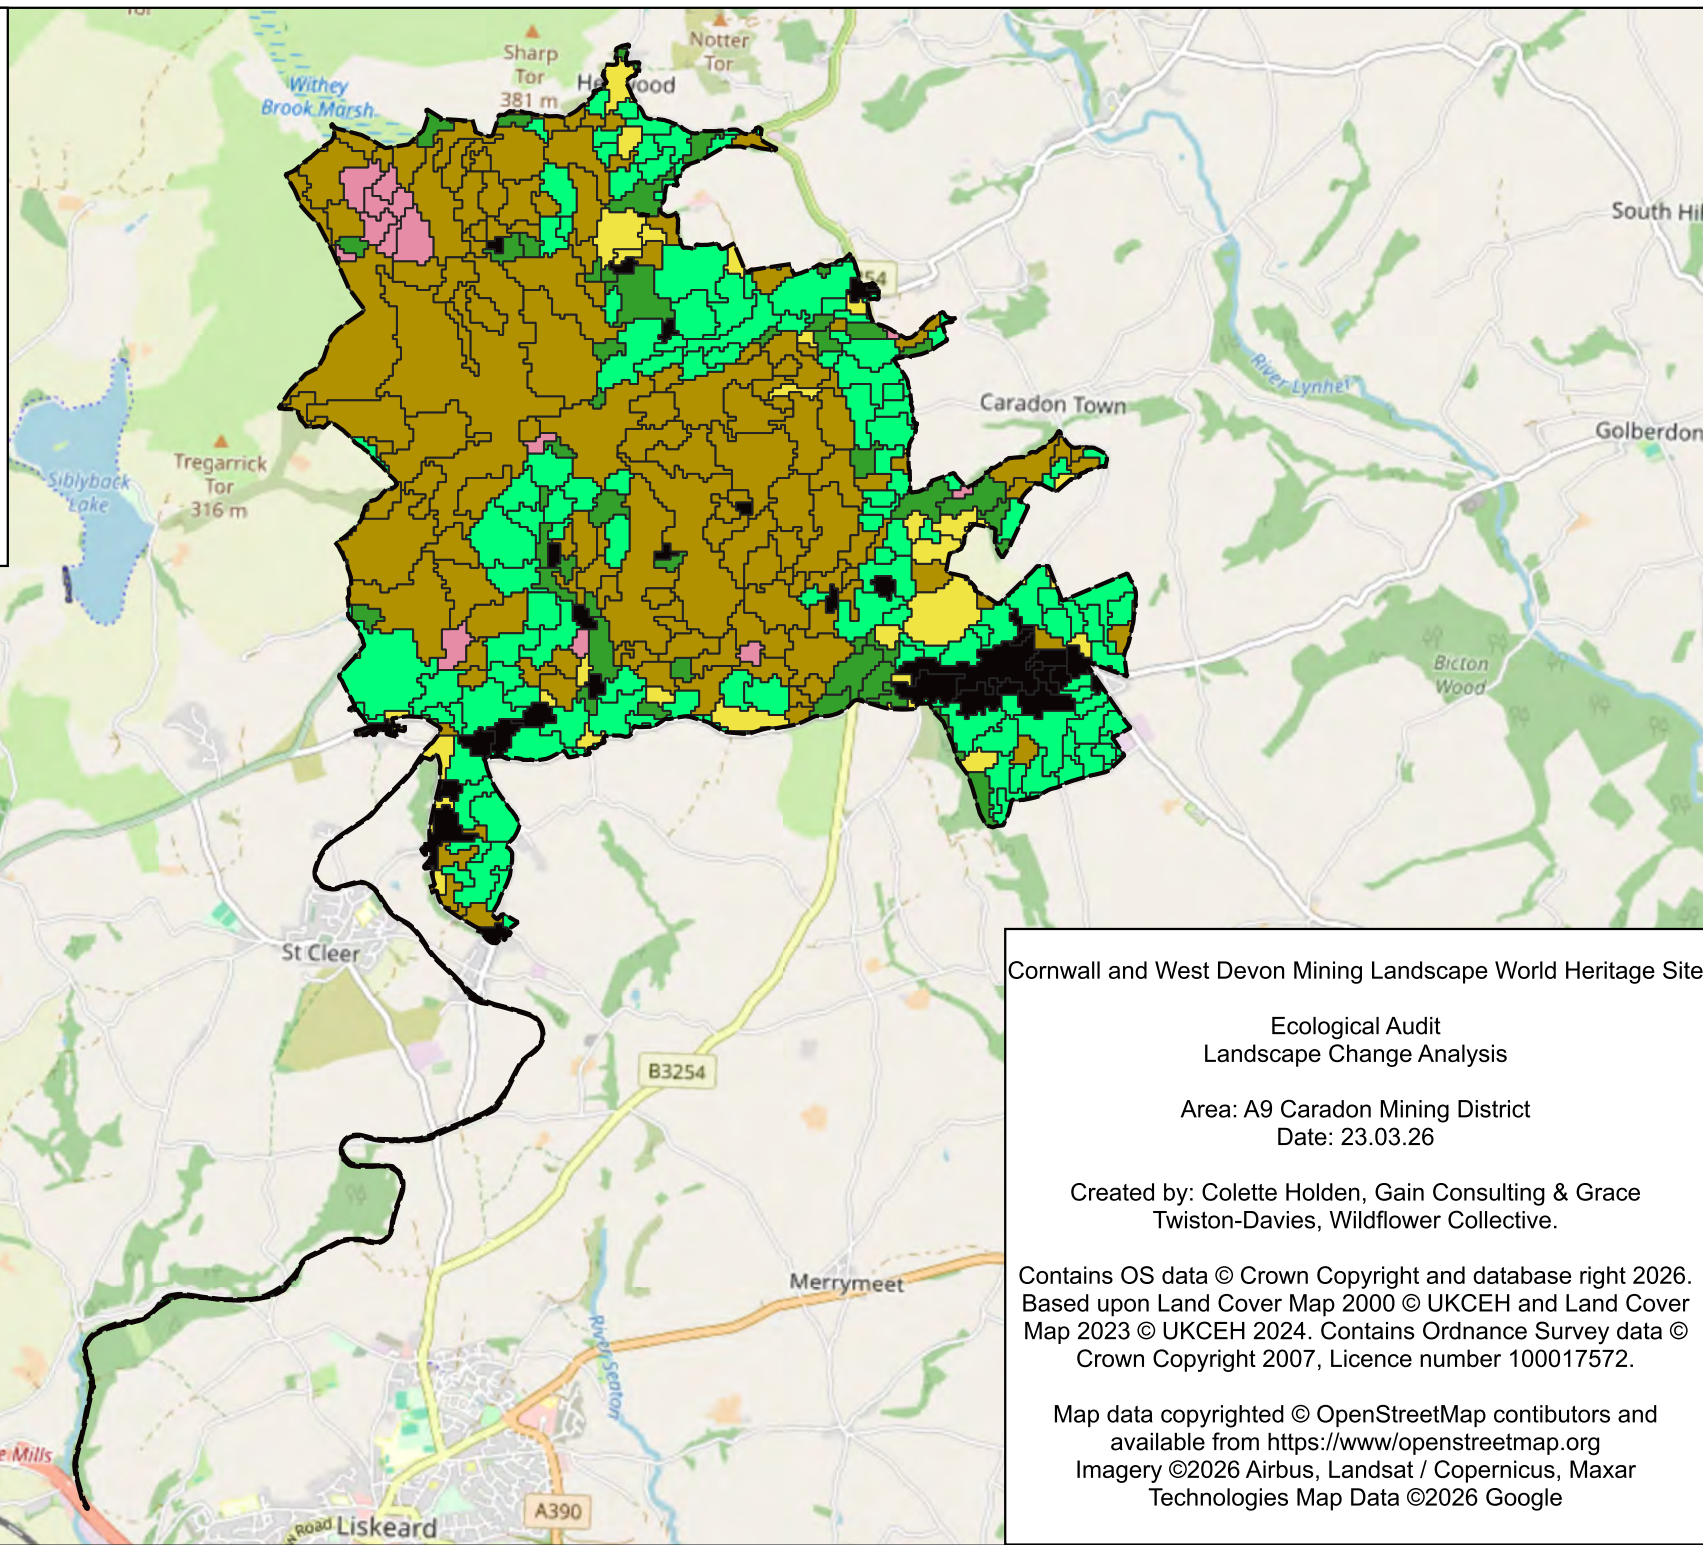 Sharp
Tor
381 m
Notter
Tor
Withey
Brook Marsh
South Hil
River Lynher
Caradon Town
Golberdon
Tregarrick
Tor
316 m
Siblyback
Lake
Bicton
Wood
St Cleer
B3254
Merrymeet
River Seaton
e Mills
Road
Liskeard
A390
Cornwall and West Devon Mining Landscape World Heritage Site
Ecological Audit
Landscape Change Analysis
Area: A9 Caradon Mining District
Date: 23.03.26
Created by: Colette Holden, Gain Consulting & Grace
Twiston-Davies, Wildflower Collective.
Contains OS data © Crown Copyright and database right 2026.
Based upon Land Cover Map 2000 © UKCEH and Land Cover
Map 2023 © UKCEH 2024. Contains Ordnance Survey data ©
Crown Copyright 2007, Licence number 100017572.
Map data copyrighted © OpenStreetMap contibutors and
available from https://www/openstreetmap.org
Imagery ©2026 Airbus, Landsat / Copernicus, Maxar
Technologies Map Data ©2026 Google